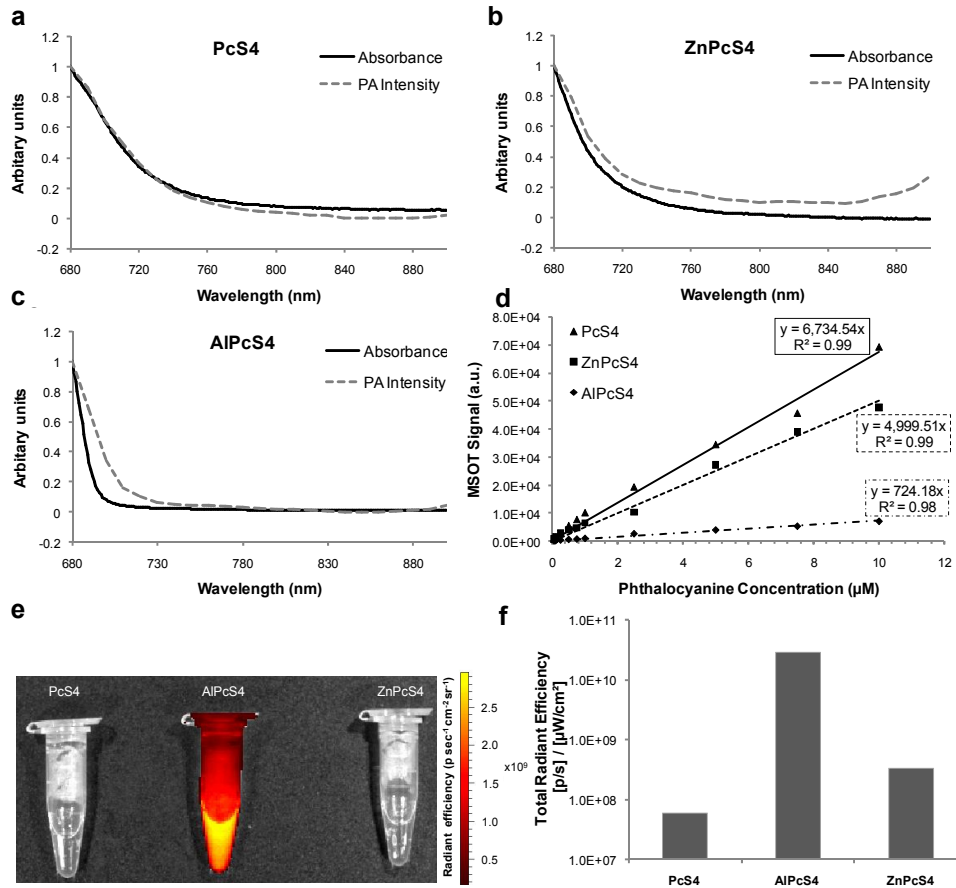 a
PcS4
Absorbance
PA Intensity
Arbitary units
1.2
1
0.8
0.6
0.4
0.2
0
-0.2
680 720 760 800 840 880
Wavelength (nm)
b
ZnPcS4
Absorbance
PA Intensity
Arbitary units
1.2
1
0.8
0.6
0.4
0.2
0
-0.2
680 720 760 800 840 880
Wavelength (nm)
c
AlPcS4
Absorbance
PA Intensity
Arbitary units
1.2
1
0.8
0.6
0.4
0.2
0
-0.2
680 730 780 830 880
Wavelength (nm)
d
PcS4
ZnPcS4
AlPcS4
MSOT Signal (a.u.)
8.0E+04
7.0E+04
6.0E+04
5.0E+04
4.0E+04
3.0E+04
2.0E+04
1.0E+04
0.0E+00
y = 6,734.54x
R² = 0.99
y = 4,999.51x
R² = 0.99
y = 724.18x
R² = 0.98
0 2 4 6 8 10 12
Phthalocyanine Concentration (µM)
e
PcS4 AlPcS4 ZnPcS4
Radiant efficiency (p sec⁻¹ cm⁻² sr⁻¹)
2.5
2.0
1.5
1.0
0.5
x10⁹
f
Total Radiant Efficiency
[p/s] / [µW/cm²]
1.0E+11
1.0E+10
1.0E+09
1.0E+08
1.0E+07
PcS4 AlPcS4 ZnPcS4